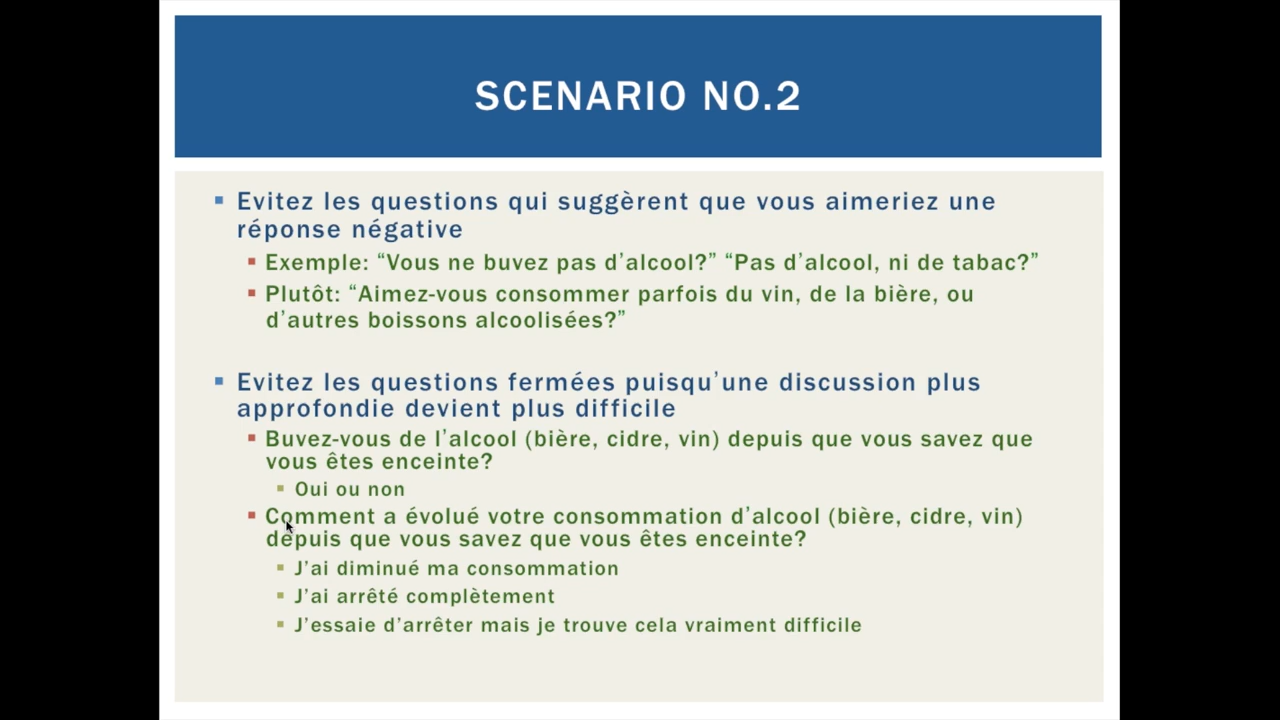 SCENARIO NO.2
Evitez les questions qui suggèrent que vous aimeriez une
réponse négative
Exemple: “Vous ne buvez pas d’alcool?” “Pas d’alcool, ni de tabac?”
Plutôt: “Aimez-vous consommer parfois du vin, de la bière, ou
d’autres boissons alcoolisées?”
Evitez les questions fermées puisqu’une discussion plus
approfondie devient plus difficile
Buvez-vous de l’alcool (bière, cidre, vin) depuis que vous savez que
vous êtes enceinte?
Oui ou non
Comment a évolué votre consommation d’alcool (bière, cidre, vin)
depuis que vous savez que vous êtes enceinte?
J’ai diminué ma consommation
J’ai arrêté complètement
J’essaie d’arrêter mais je trouve cela vraiment difficile